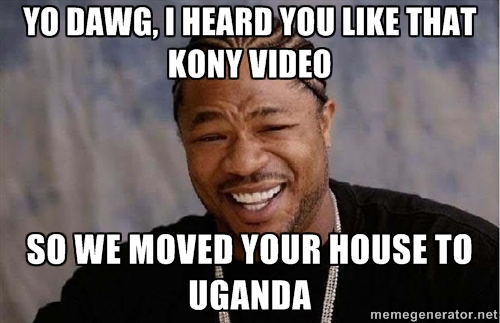 YO DAWG, I HEARD YOU LIKE THAT
KONY VIDEO
SO WE MOVED YOUR HOUSE TO
UGANDA
memegenerator.net